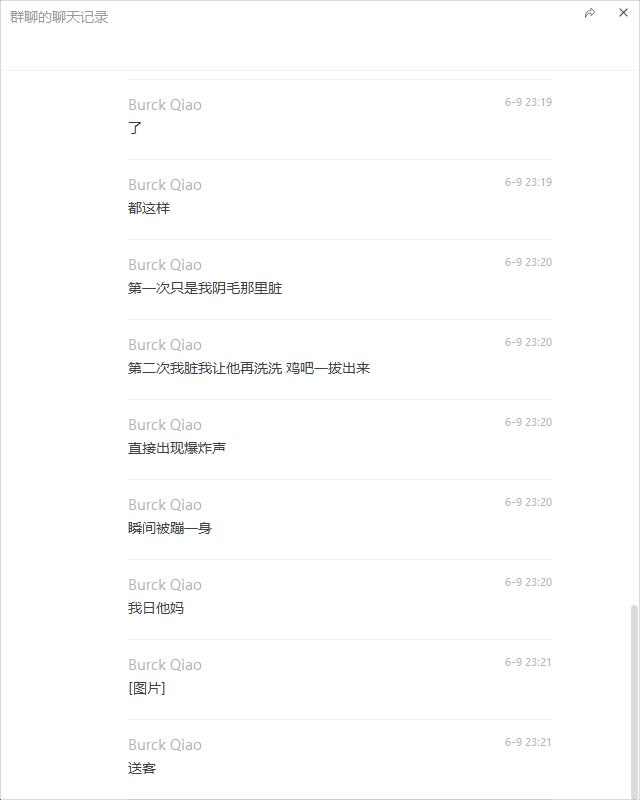 群聊的聊天记录
Burck Qiao
6-9 23:19
了
Burck Qiao
6-9 23:19
都这样
Burck Qiao
6-9 23:20
第一次只是我阴毛那里脏
Burck Qiao
6-9 23:20
第二次我脏我让他再洗洗 鸡吧一拔出来
Burck Qiao
6-9 23:20
直接出现爆炸声
Burck Qiao
6-9 23:20
瞬间被蹦一身
Burck Qiao
6-9 23:20
我日他妈
Burck Qiao
6-9 23:21
[图片]
Burck Qiao
6-9 23:21
送客